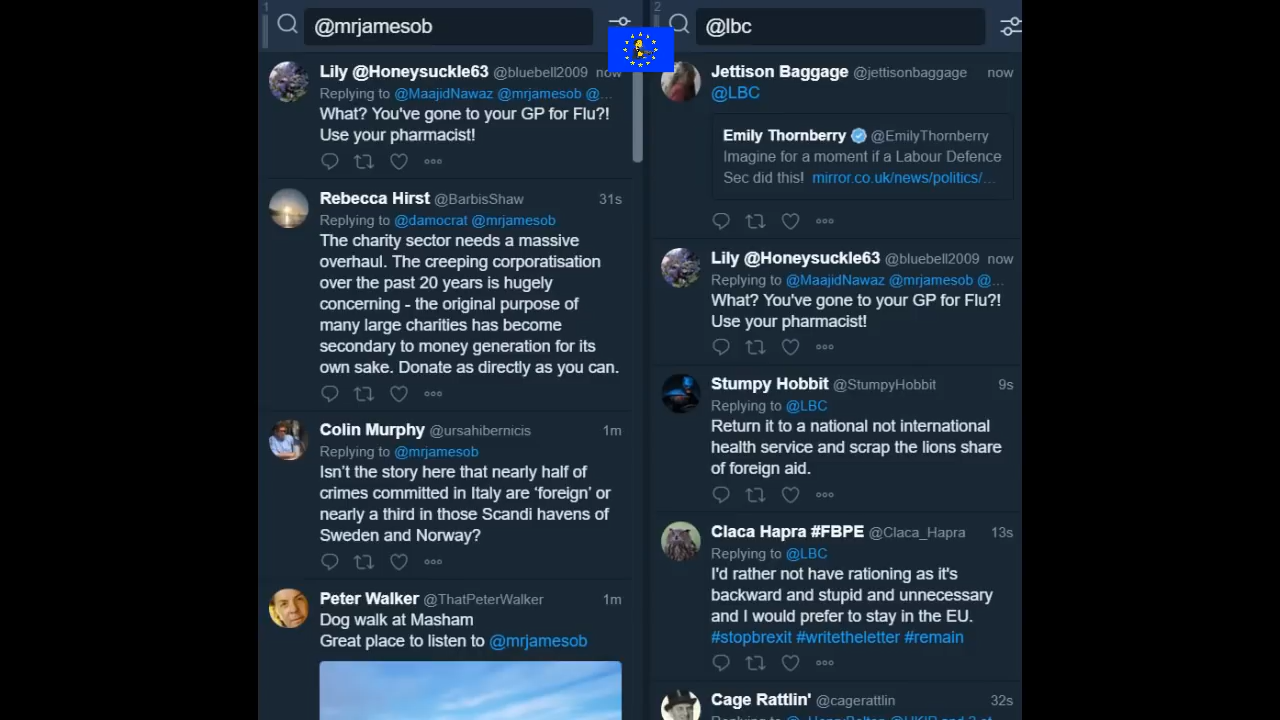 1
@mrjamesob
Lily @Honeysuckle63 @bluebell2009 now
Replying to @MaajidNawaz @mrjamesob @...
What? You've gone to your GP for Flu?!
Use your pharmacist!
Rebecca Hirst @BarbisShaw 31s
Replying to @damocrat @mrjamesob
The charity sector needs a massive
overhaul. The creeping corporatisation
over the past 20 years is hugely
concerning - the original purpose of
many large charities has become
secondary to money generation for its
own sake. Donate as directly as you can.
Colin Murphy @ursahibernicis 1m
Replying to @mrjamesob
Isn't the story here that nearly half of
crimes committed in Italy are ‘foreign’ or
nearly a third in those Scandi havens of
Sweden and Norway?
Peter Walker @ThatPeterWalker 1m
Dog walk at Masham
Great place to listen to @mrjamesob
2
@lbc
Jettison Baggage @jettisonbaggage now
@LBC
Emily Thornberry @EmilyThornberry
Imagine for a moment if a Labour Defence
Sec did this! mirror.co.uk/news/politics/...
Lily @Honeysuckle63 @bluebell2009 now
Replying to @MaajidNawaz @mrjamesob @...
What? You've gone to your GP for Flu?!
Use your pharmacist!
Stumpy Hobbit @StumpyHobbit 9s
Replying to @LBC
Return it to a national not international
health service and scrap the lions share
of foreign aid.
Claca Hapra #FBPE @Claca_Hapra 13s
Replying to @LBC
I'd rather not have rationing as it's
backward and stupid and unnecessary
and I would prefer to stay in the EU.
#stopbrexit #writetheletter #remain
Cage Rattlin' @cagerattlin 32s